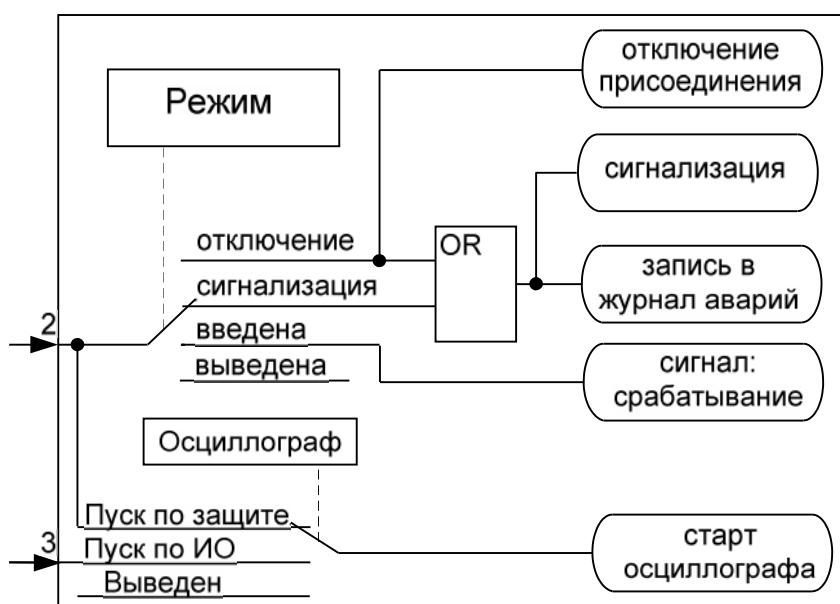 отключение
присоединения
Режим
сигнализация
отключение
OR
сигнализация
запись в
журнал аварий
2
введена
выведена
сигнал:
срабатывание
Осциллограф
Пуск по защите
3
Пуск по ИО
Выведен
старт
осциллографа